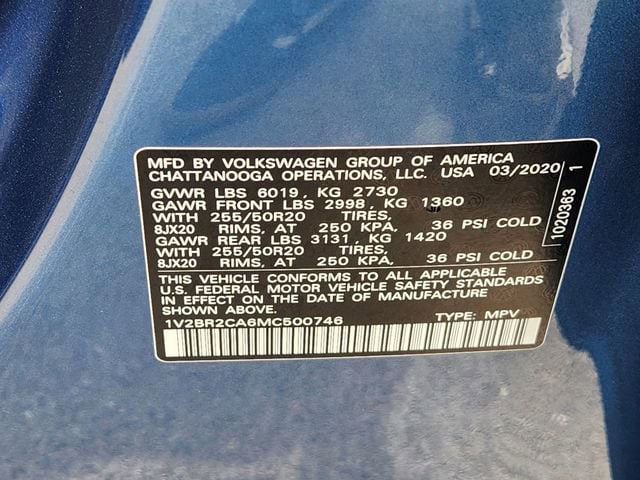 MFD BY VOLKSWAGEN GROUP OF AMERICA
CHATTANOOGA OPERATIONS, LLC. USA 03/2020
GVWR LBS 6019, KG 2730
GAWR FRONT LBS 2998, KG 1360
WITH 255/50R20 TIRES,
8JX20 RIMS, AT 250 KPA, 36 PSI COLD
GAWR REAR LBS 3131, KG 1420
WITH 255/50R20 TIRES,
8JX20 RIMS, AT 250 KPA, 36 PSI COLD
THIS VEHICLE CONFORMS TO ALL APPLICABLE
U.S. FEDERAL MOTOR VEHICLE SAFETY STANDARDS
IN EFFECT ON THE DATE OF MANUFACTURE
SHOWN ABOVE.
1V2BR2CA6MC500746 TYPE: MPV
1020363 1